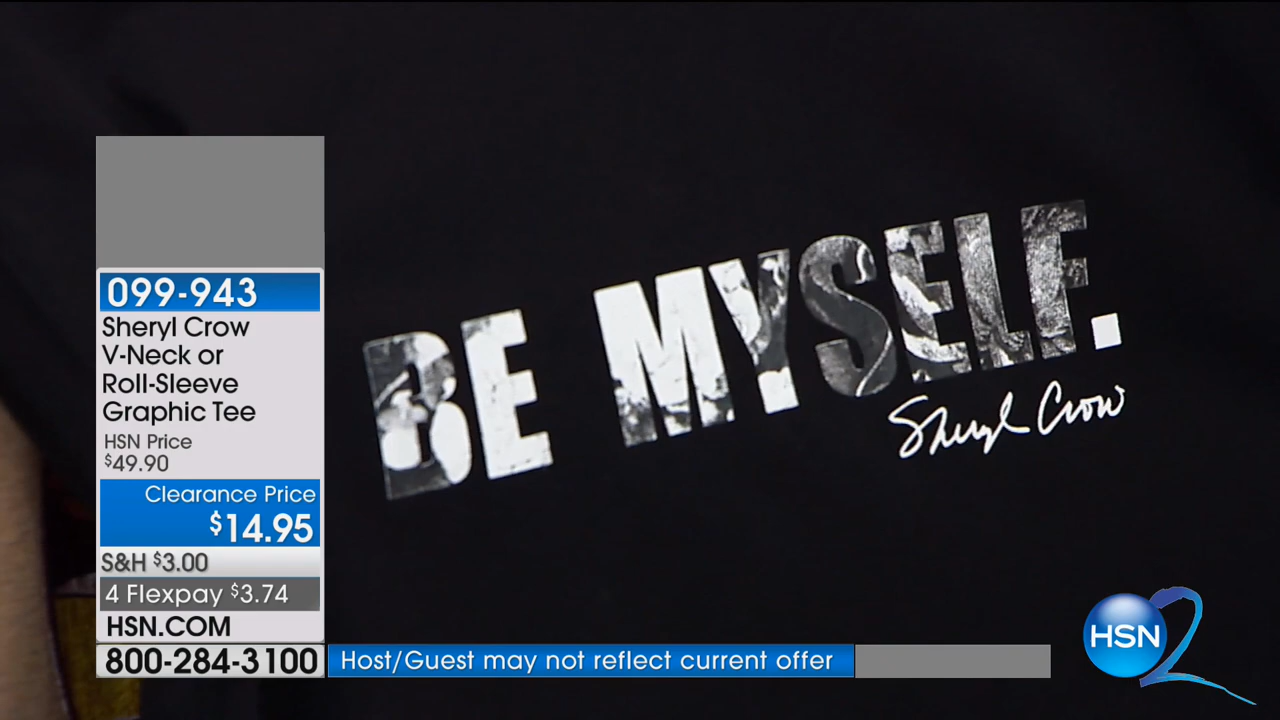 BE MYSELF.
Sheryl Crow
099-943
Sheryl Crow
V-Neck or
Roll-Sleeve
Graphic Tee
HSN Price
$49.90
Clearance Price
$14.95
S&H $3.00
4 Flexpay $3.74
HSN.COM
800-284-3100
Host/Guest may not reflect current offer
HSN2